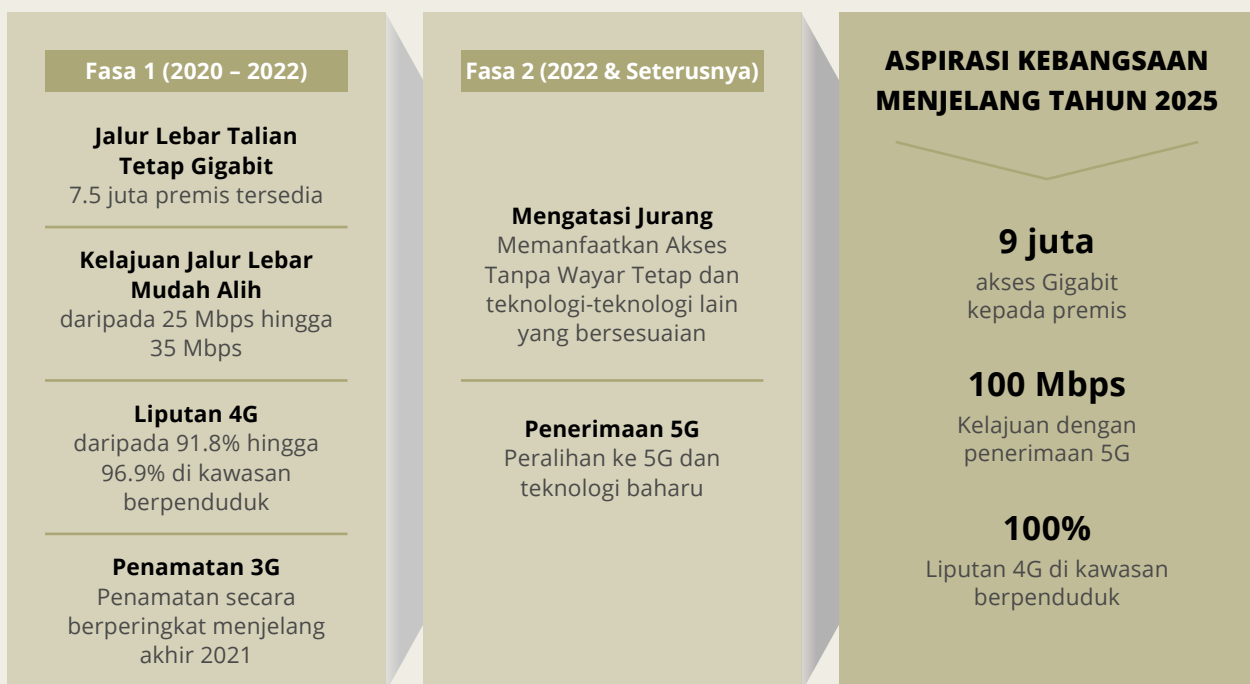 Fasa 1 (2020 – 2022)
Jalur Lebar Talian
Tetap Gigabit
7.5 juta premis tersedia
Kelajuan Jalur Lebar
Mudah Alih
daripada 25 Mbps hingga
35 Mbps
Liputan 4G
daripada 91.8% hingga
96.9% di kawasan
berpenduduk
Penamatan 3G
Penamatan secara
berperingkat menjelang
akhir 2021
Fasa 2 (2022 & Seterusnya)
Mengatasi Jurang
Memanfaatkan Akses
Tanpa Wayar Tetap dan
teknologi-teknologi lain
yang bersesuaian
Penerimaan 5G
Peralihan ke 5G dan
teknologi baharu
ASPIRASI KEBANGSAAN
MENJELANG TAHUN 2025
9 juta
akses Gigabit
kepada premis
100 Mbps
Kelajuan dengan
penerimaan 5G
100%
Liputan 4G di kawasan
berpenduduk